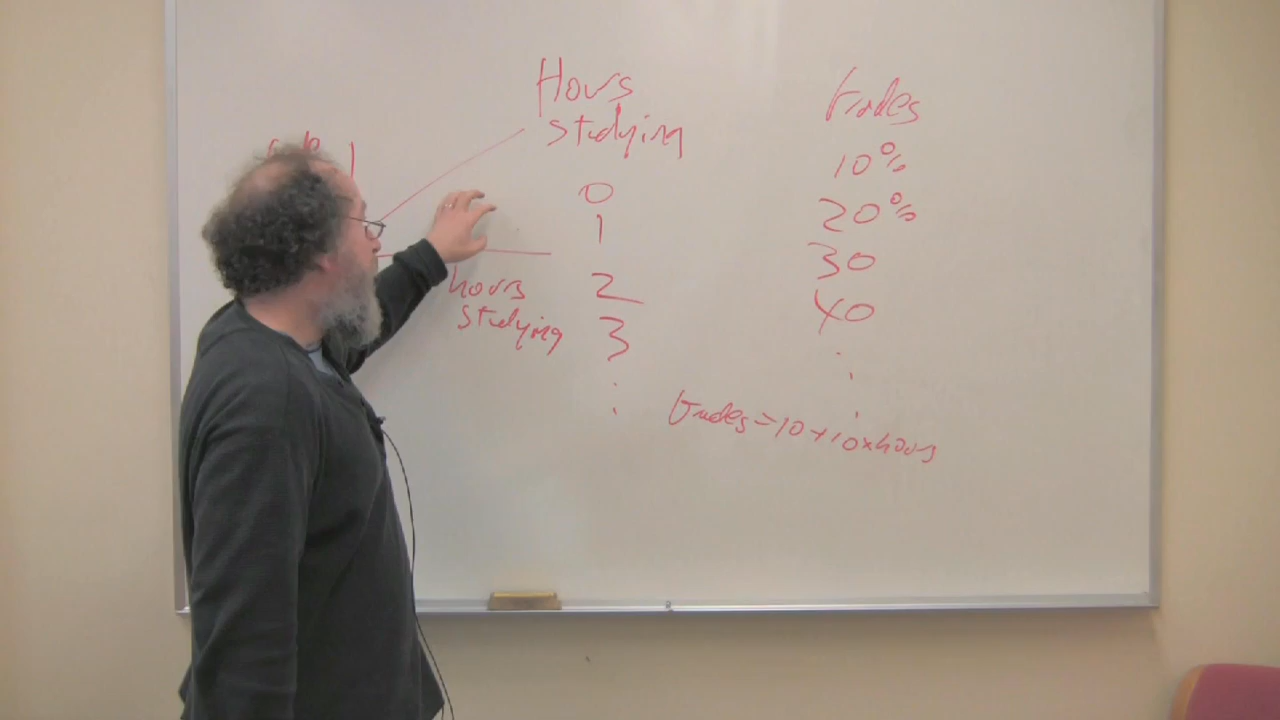 Hours
studying
Grades
0
10%
1
20%
2
30
3
40
hours
studying
Grades = 10 + 10 × hours